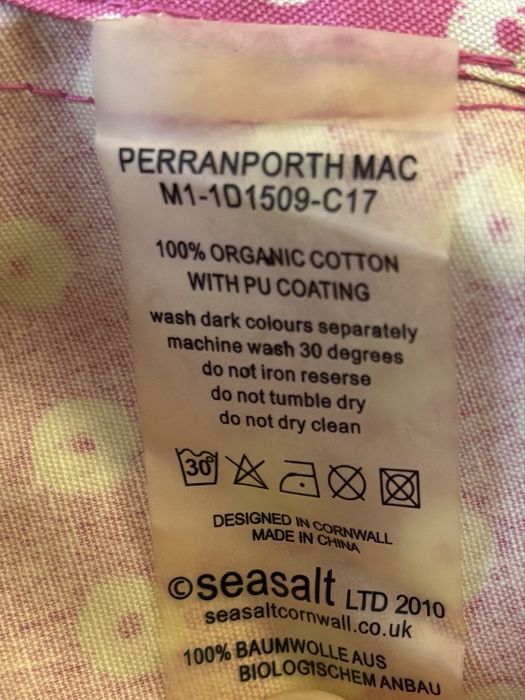 PERRANPORTH MAC
M1-1D1509-C17
100% ORGANIC COTTON
WITH PU COATING
wash dark colours separately
machine wash 30 degrees
do not iron reserse
do not tumble dry
do not dry clean
30°
DESIGNED IN CORNWALL
MADE IN CHINA
©seasalt LTD 2010
seasaltcornwall.co.uk
100% BAUMWOLLE AUS
BIOLOGISCHEM ANBAU